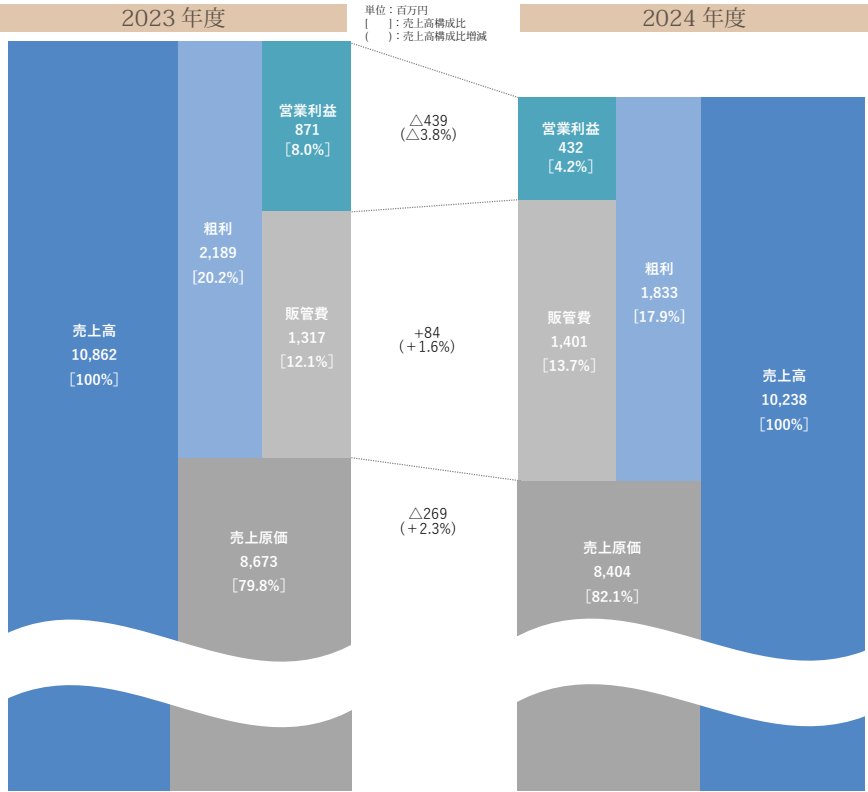 2023 年度
単位：百万円
[　　]：売上高構成比
(　　)：売上高構成比増減
2024 年度
営業利益
871
[8.0%]
粗利
2,189
[20.2%]
販管費
1,317
[12.1%]
売上高
10,862
[100%]
売上原価
8,673
[79.8%]
△439
(△3.8%)
+84
(＋1.6%)
△269
(＋2.3%)
営業利益
432
[4.2%]
粗利
1,833
[17.9%]
販管費
1,401
[13.7%]
売上高
10,238
[100%]
売上原価
8,404
[82.1%]